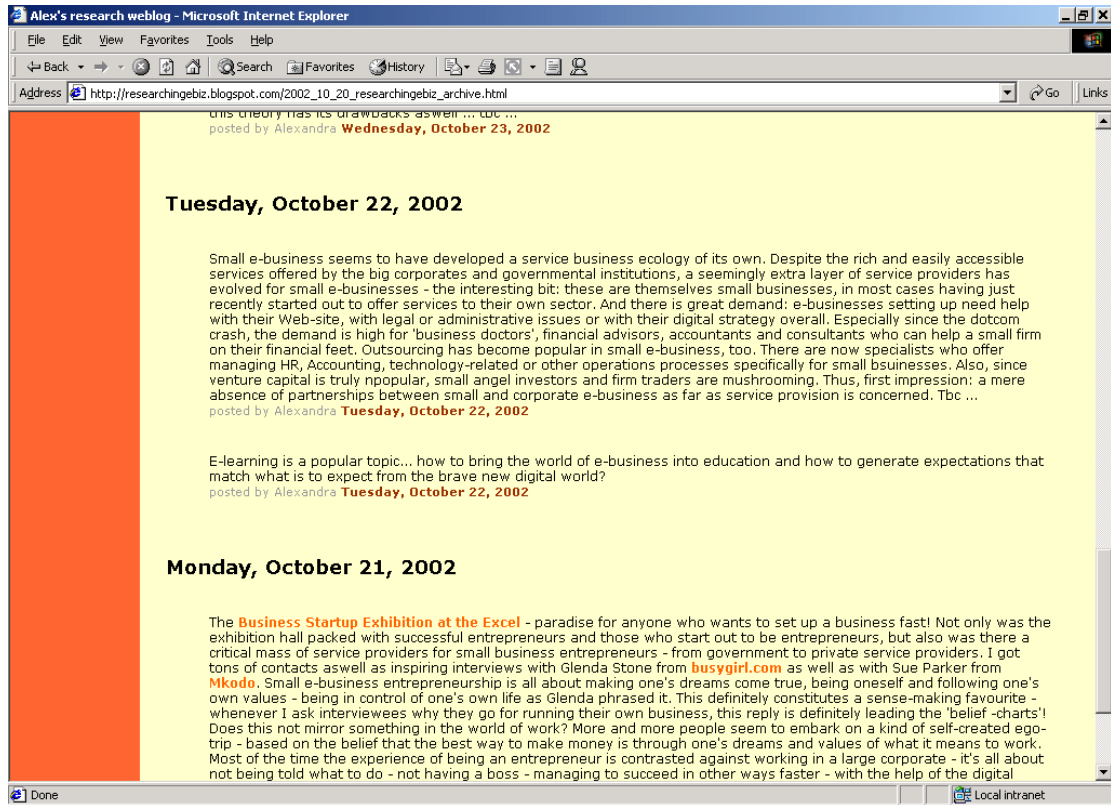 Alex's research weblog - Microsoft Internet Explorer
File Edit View Favorites Tools Help
Back Search Favorites History
Address http://researchingebiz.blogspot.com/2002_10_20_researchingebiz_archive.html Go Links
this theory has its drawbacks aswell ... tbc ...
posted by Alexandra Wednesday, October 23, 2002
Tuesday, October 22, 2002
Small e-business seems to have developed a service business ecology of its own. Despite the rich and easily accessible
services offered by the big corporates and governmental institutions, a seemingly extra layer of service providers has
evolved for small e-businesses - the interesting bit: these are themselves small businesses, in most cases having just
recently started out to offer services to their own sector. And there is great demand: e-businesses setting up need help
with their Web-site, with legal or administrative issues or with their digital strategy overall. Especially since the dotcom
crash, the demand is high for 'business doctors', financial advisors, accountants and consultants who can help a small firm
on their financial feet. Outsourcing has become popular in small e-business, too. There are now specialists who offer
managing HR, Accounting, technology-related or other operations processes specifically for small bsuinesses. Also, since
venture capital is truly npopular, small angel investors and firm traders are mushrooming. Thus, first impression: a mere
absence of partnerships between small and corporate e-business as far as service provision is concerned. Tbc ...
posted by Alexandra Tuesday, October 22, 2002
E-learning is a popular topic... how to bring the world of e-business into education and how to generate expectations that
match what is to expect from the brave new digital world?
posted by Alexandra Tuesday, October 22, 2002
Monday, October 21, 2002
The Business Startup Exhibition at the Excel - paradise for anyone who wants to set up a business fast! Not only was the
exhibition hall packed with successful entrepreneurs and those who start out to be entrepreneurs, but also was there a
critical mass of service providers for small business entrepreneurs - from government to private service providers. I got
tons of contacts aswell as inspiring interviews with Glenda Stone from busygirl.com as well as with Sue Parker from
Mkodo. Small e-business entrepreneurship is all about making one's dreams come true, being oneself and following one's
own values - being in control of one's own life as Glenda phrased it. This definitely constitutes a sense-making favourite -
whenever I ask interviewees why they go for running their own business, this reply is definitely leading the 'belief -charts'!
Does this not mirror something in the world of work? More and more people seem to embark on a kind of self-created ego-
trip - based on the belief that the best way to make money is through one's dreams and values of what it means to work.
Most of the time the experience of being an entrepreneur is contrasted against working in a large corporate - it's all about
not being told what to do - not having a boss - managing to succeed in other ways faster - with the help of the digital
Done Local intranet